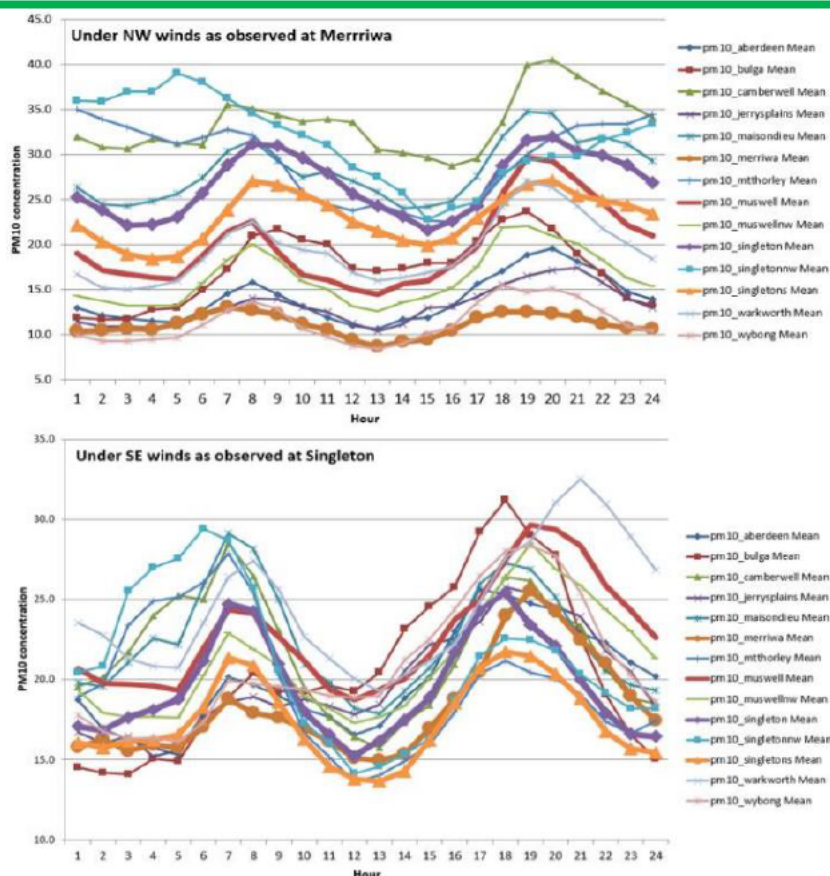 Under NW winds as observed at Merrriwa
PM10 concentration
45.0
40.0
35.0
30.0
25.0
20.0
15.0
10.0
5.0
1 2 3 4 5 6 7 8 9 10 11 12 13 14 15 16 17 18 19 20 21 22 23 24
Hour
pm10_aberdeen Mean
pm10_bulga Mean
pm10_camberwell Mean
pm10_jerrysplains Mean
pm10_maisondieu Mean
pm10_merriwa Mean
pm10_mtthorley Mean
pm10_muswell Mean
pm10_muswellnw Mean
pm10_singleton Mean
pm10_singletonnw Mean
pm10_singletons Mean
pm10_warkworth Mean
pm10_wybong Mean
Under SE winds as observed at Singleton
PM10 concentration
35.0
30.0
25.0
20.0
15.0
10.0
1 2 3 4 5 6 7 8 9 10 11 12 13 14 15 16 17 18 19 20 21 22 23 24
Hour
pm10_aberdeen Mean
pm10_bulga Mean
pm10_camberwell Mean
pm10_jerrysplains Mean
pm10_maisondieu Mean
pm10_merriwa Mean
pm10_mtthorley Mean
pm10_muswell Mean
pm10_muswellnw Mean
pm10_singleton Mean
pm10_singletonnw Mean
pm10_singletons Mean
pm10_warkworth Mean
pm10_wybong Mean